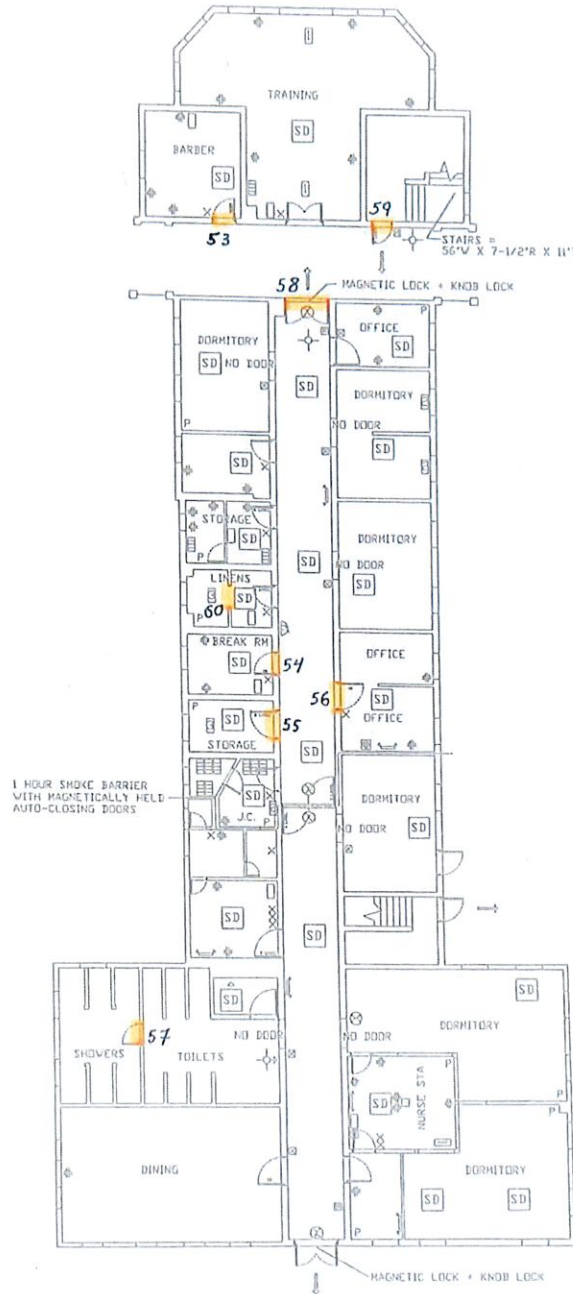 TRAINING
SD
BARBER
SD
59
53
STAIRS =
56"W X 7-1/2"R X 11"T
58
MAGNETIC LOCK + KNOB LOCK
DORMITORY
SD
NO DOOR
SD
OFFICE
P
SD
DORMITORY
NO DOOR
SD
P
SD
STORAGE
SD
P
SD
DORMITORY
NO DOOR
SD
LINENS
SD
60
P
BREAK RM
SD
54
OFFICE
56
SD
OFFICE
P
SD
55
STORAGE
SD
1 HOUR SMOKE BARRIER
WITH MAGNETICALLY HELD
AUTO-CLOSING DOORS
SD
J.C.
P
DORMITORY
NO DOOR
SD
SD
SD
SD
57
SHOWERS
TOILETS
NO DOOR
SD
NO DOOR
DORMITORY
P
P
SD
NURSE STA
P
DINING
DORMITORY
SD
SD
P
MAGNETIC LOCK + KNOB LOCK